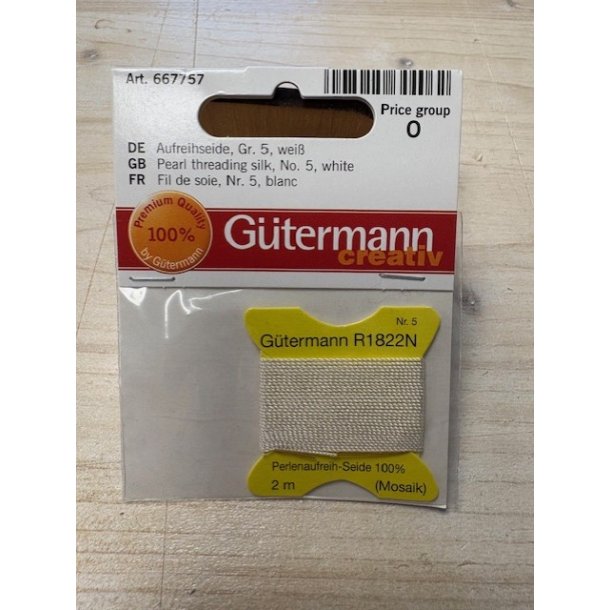 Art. 667757
Price group
0
DE Aufreihseide, Gr. 5, weiß
GB Pearl threading silk, No. 5, white
FR Fil de soie, Nr. 5, blanc
Premium Quality
100%
by Gütermann
Gütermann
creativ
Nr. 5
Gütermann R1822N
Perlenaufreih-Seide 100%
2 m (Mosaik)